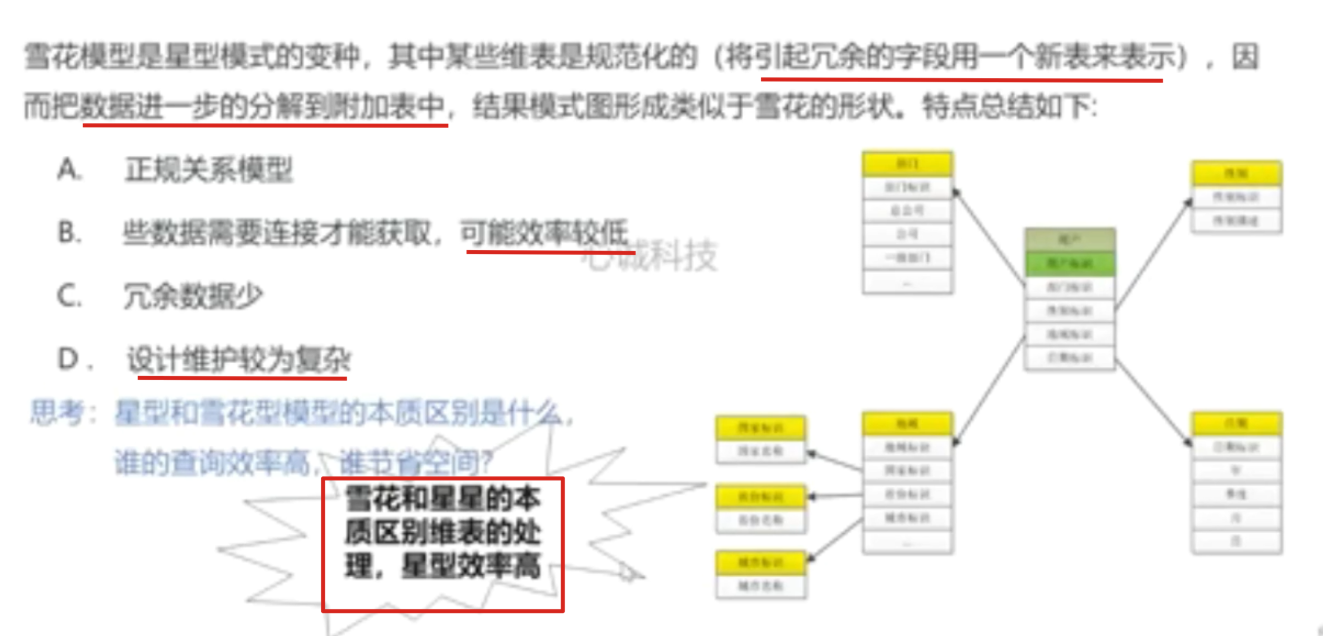 雪花模型是星型模式的变种，其中某些维表是规范化的（将引起冗余的字段用一个新表来表示），因
而把数据进一步的分解到附加表中，结果模式图形成类似于雪花的形状。特点总结如下:
A. 正规关系模型
B. 些数据需要连接才能获取，可能效率较低
C. 冗余数据少
D. 设计维护较为复杂
思考：星型和雪花型模型的本质区别是什么，
谁的查询效率高，谁节省空间?
雪花和星星的本
质区别维表的处
理，星型效率高
心诚科技
部门
部门标识
总公司
公司
一级部门
...
性别
性别标识
性别描述
用户
用户标识
部门标识
性别标识
地域标识
日期标识
地域
地域标识
国家标识
省份标识
城市标识
...
国家标识
国家名称
省份标识
省份名称
城市标识
城市名称
日期
日期标识
年
季度
月
日